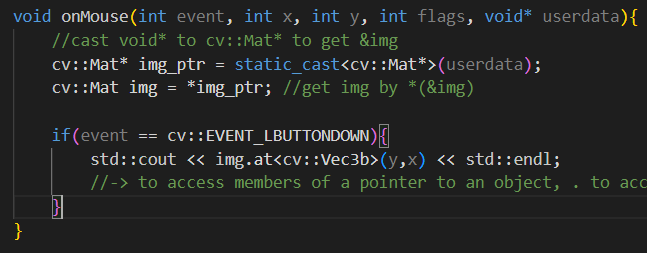 void onMouse(int event, int x, int y, int flags, void* userdata){
//cast void* to cv::Mat* to get &img
cv::Mat* img_ptr = static_cast<cv::Mat*>(userdata);
cv::Mat img = *img_ptr; //get img by *(&img)
if(event == cv::EVENT_LBUTTONDOWN){
std::cout << img.at<cv::Vec3b>(y,x) << std::endl;
//-> to access members of a pointer to an object, . to acc
}
}